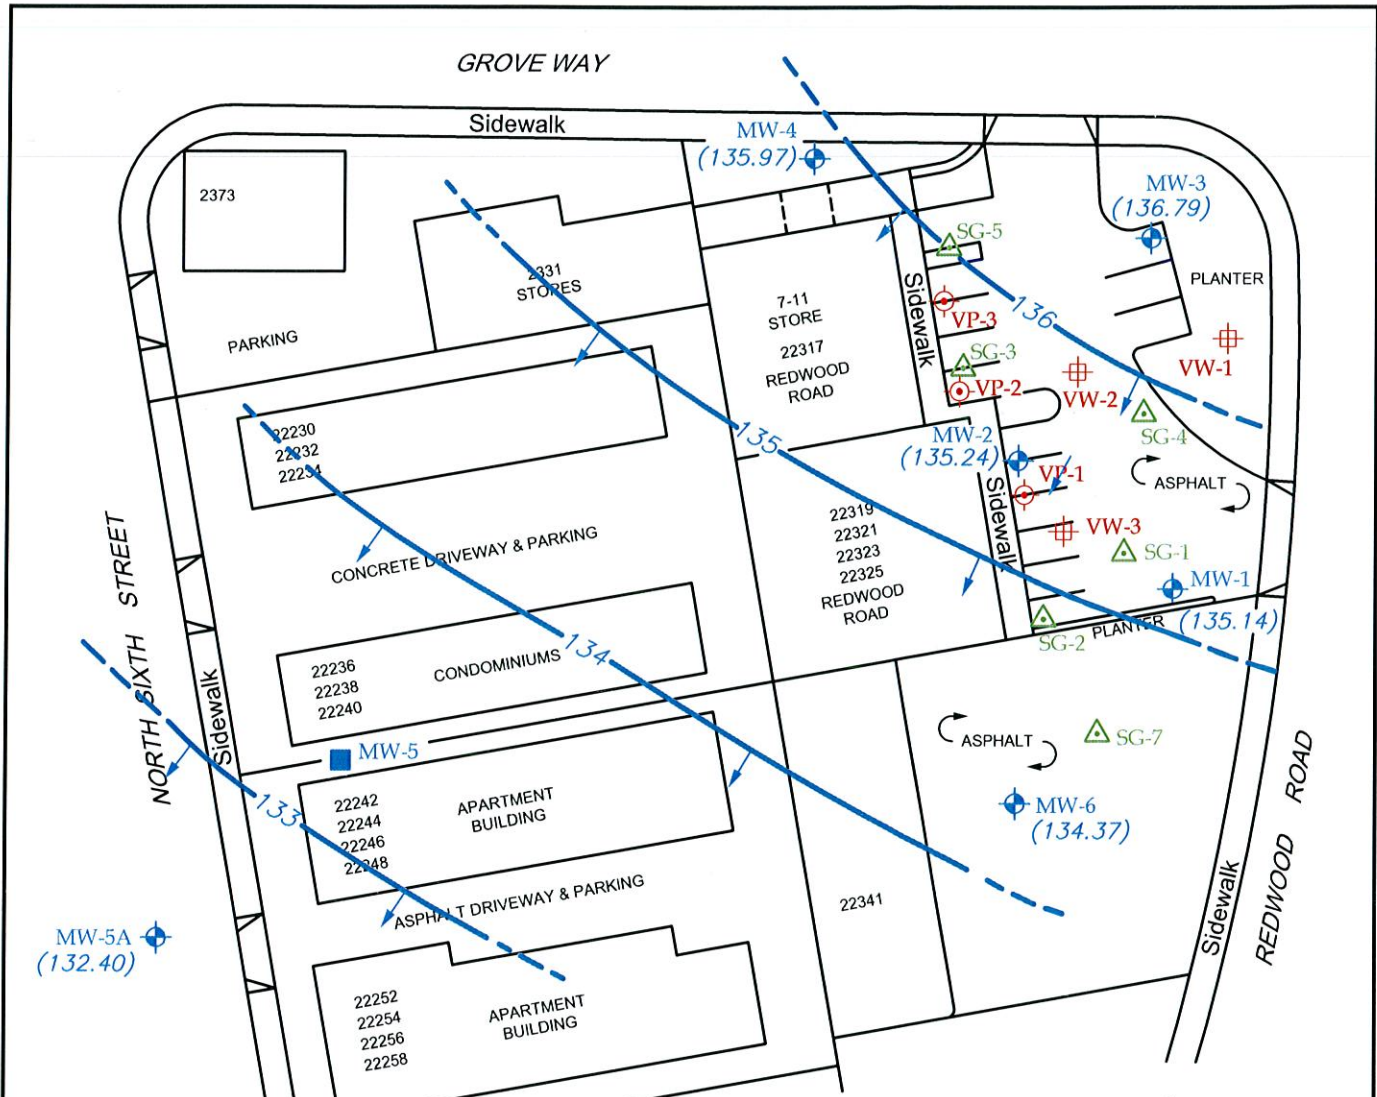 GROVE WAY
Sidewalk
MW-4
(135.97)
MW-3
(136.79)
2373
SG-5
2331
STORES
PLANTER
7-11
STORE
22317
REDWOOD
ROAD
Sidewalk
VP-3
136
PARKING
SG-3
VW-1
VP-2
VW-2
SG-4
22230
22232
22234
135
MW-2
(135.24)
VP-1
ASPHALT
Sidewalk
22319
22321
22323
22325
REDWOOD
ROAD
VW-3
SG-1
NORTH SIXTH STREET
CONCRETE DRIVEWAY & PARKING
MW-1
(135.14)
PLANTER
SG-2
134
22236
22238
22240
CONDOMINIUMS
Sidewalk
MW-5
SG-7
ASPHALT
133
22242
22244
22246
22248
APARTMENT
BUILDING
MW-6
(134.37)
REDWOOD ROAD
Sidewalk
ASPHALT DRIVEWAY & PARKING
22341
MW-5A
(132.40)
22252
22254
22256
22258
APARTMENT
BUILDING